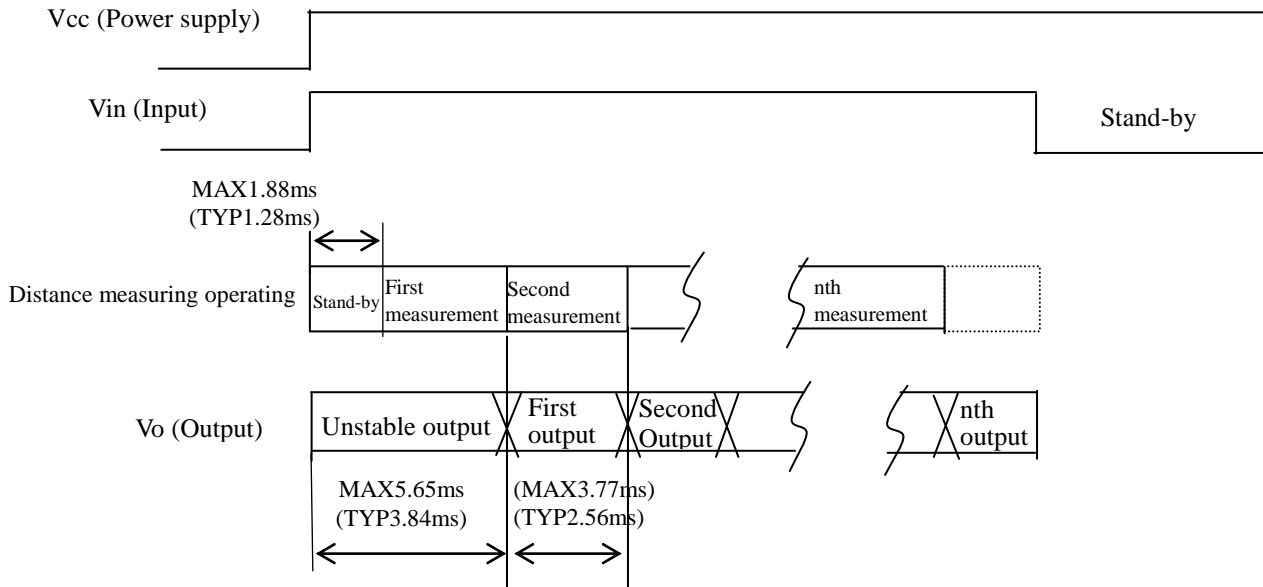 Vcc (Power supply)
Vin (Input)
Stand-by
MAX1.88ms
(TYP1.28ms)
Distance measuring operating
Stand-by
First
measurement
Second
measurement
nth
measurement
Vo (Output)
Unstable output
First
output
Second
Output
nth
output
MAX5.65ms
(TYP3.84ms)
(MAX3.77ms)
(TYP2.56ms)